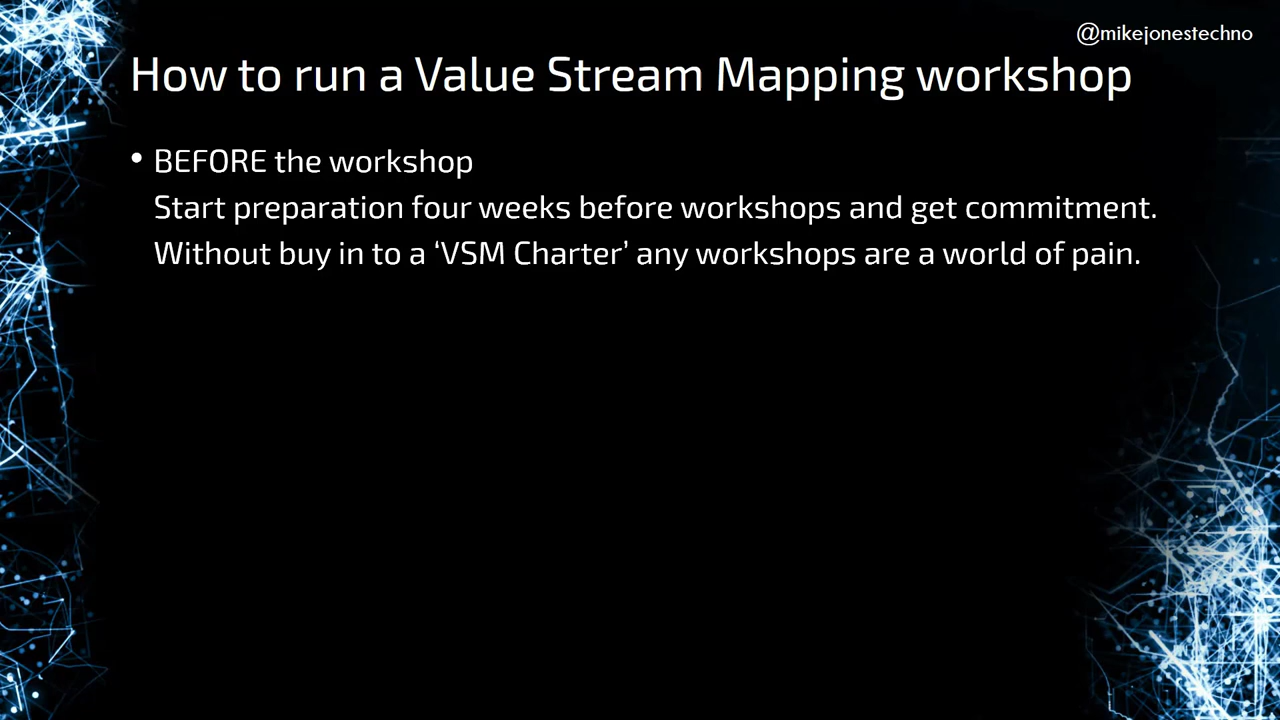 @mikejonestechno
How to run a Value Stream Mapping workshop
• BEFORE the workshop
Start preparation four weeks before workshops and get commitment.
Without buy in to a ‘VSM Charter’ any workshops are a world of pain.